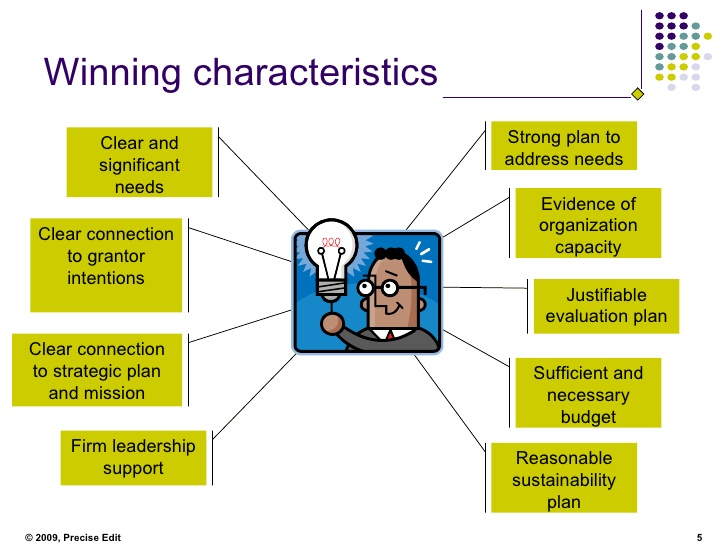 Winning characteristics
Clear and
significant
needs
Clear connection
to grantor
intentions
Clear connection
to strategic plan
and mission
Firm leadership
support
Strong plan to
address needs
Evidence of
organization
capacity
Justifiable
evaluation plan
Sufficient and
necessary
budget
Reasonable
sustainability
plan
© 2009, Precise Edit
5